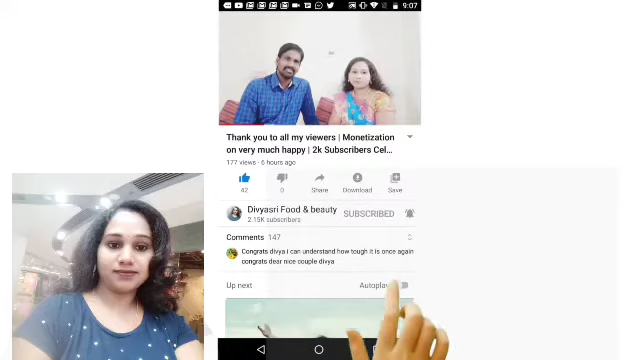 9:07
Thank you to all my viewers | Monetization
on very much happy | 2k Subscribers Cel...
177 views · 6 hours ago
42
0
Share
Download
Save
Divyasri Food & beauty
SUBSCRIBED
2.15K subscribers
Comments 147
Congrats divya i can understand how tough it is once again
congrats dear nice couple divya
Up next
Autoplay